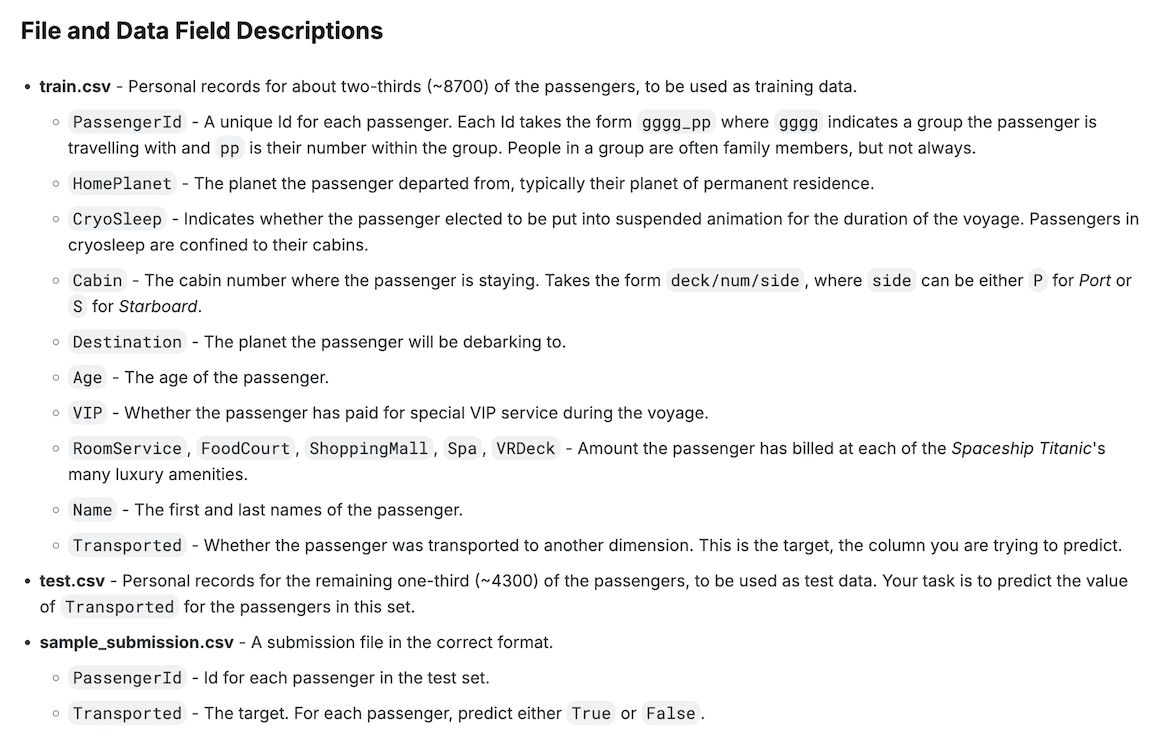 File and Data Field Descriptions
• train.csv - Personal records for about two-thirds (~8700) of the passengers, to be used as training data.
◦ PassengerId - A unique Id for each passenger. Each Id takes the form gggg_pp where gggg indicates a group the passenger is
travelling with and pp is their number within the group. People in a group are often family members, but not always.
◦ HomePlanet - The planet the passenger departed from, typically their planet of permanent residence.
◦ CryoSleep - Indicates whether the passenger elected to be put into suspended animation for the duration of the voyage. Passengers in
cryosleep are confined to their cabins.
◦ Cabin - The cabin number where the passenger is staying. Takes the form deck/num/side, where side can be either P for Port or
S for Starboard.
◦ Destination - The planet the passenger will be debarking to.
◦ Age - The age of the passenger.
◦ VIP - Whether the passenger has paid for special VIP service during the voyage.
◦ RoomService, FoodCourt, ShoppingMall, Spa, VRDeck - Amount the passenger has billed at each of the Spaceship Titanic's
many luxury amenities.
◦ Name - The first and last names of the passenger.
◦ Transported - Whether the passenger was transported to another dimension. This is the target, the column you are trying to predict.
• test.csv - Personal records for the remaining one-third (~4300) of the passengers, to be used as test data. Your task is to predict the value
of Transported for the passengers in this set.
• sample_submission.csv - A submission file in the correct format.
◦ PassengerId - Id for each passenger in the test set.
◦ Transported - The target. For each passenger, predict either True or False.